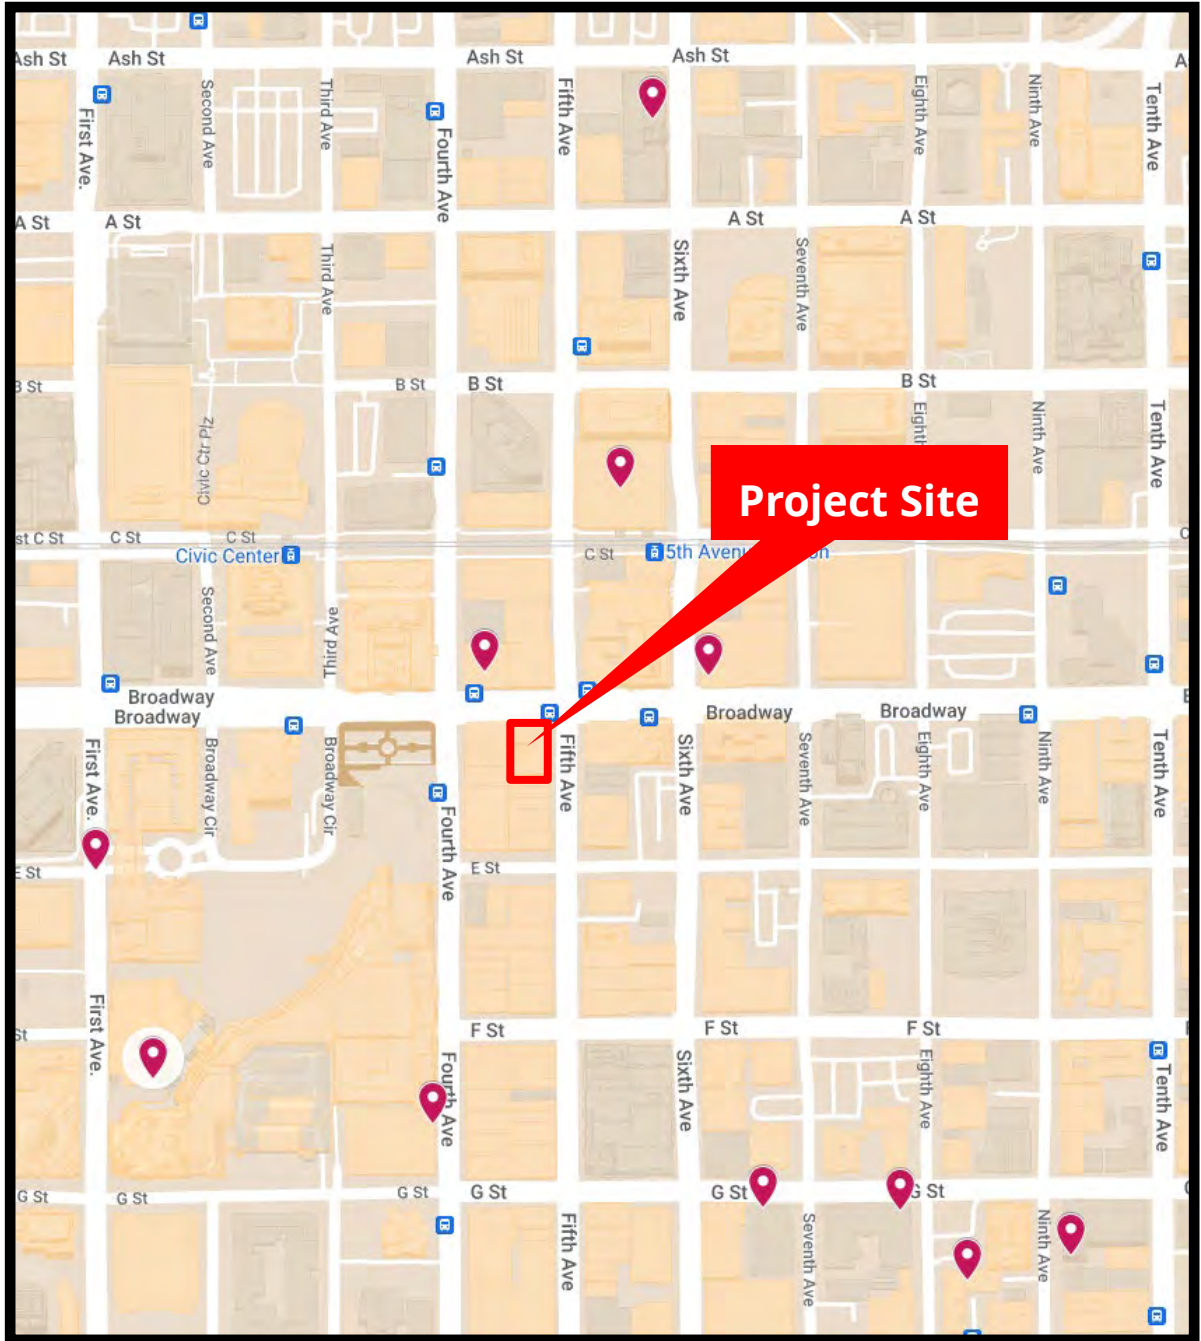 Ash St
Ash St
Ash St
Ash St
A
First Ave.
Second Ave
Third Ave
Fourth Ave
Fifth Ave
Eighth Ave
Ninth Ave
Tenth Ave
A St
A St
A St
A St
Third Ave
Sixth Ave
Seventh Ave
B St
B St
B St
B St
Civic Ctr Plz
Eighth
Ninth Ave
Tenth Ave
Project Site
st C St
C St
C St
C St
Civic Center
5th Avenu
on
Second Ave
Third Ave
Broadway
Broadway
Broadway
Broadway
First Ave.
Broadway Cir
Broadway Cir
Fourth Ave
Fifth Ave
Sixth Ave
Seventh Ave
Eighth Ave
Ninth Ave
Tenth Ave
E St
E St
First Ave.
St
F St
F St
F St
Fourth Ave
Sixth Ave
Eighth Ave
Tenth Ave
G St
G St
G St
G St
G St
G St
Fifth Ave
Seventh Ave
Ninth Ave